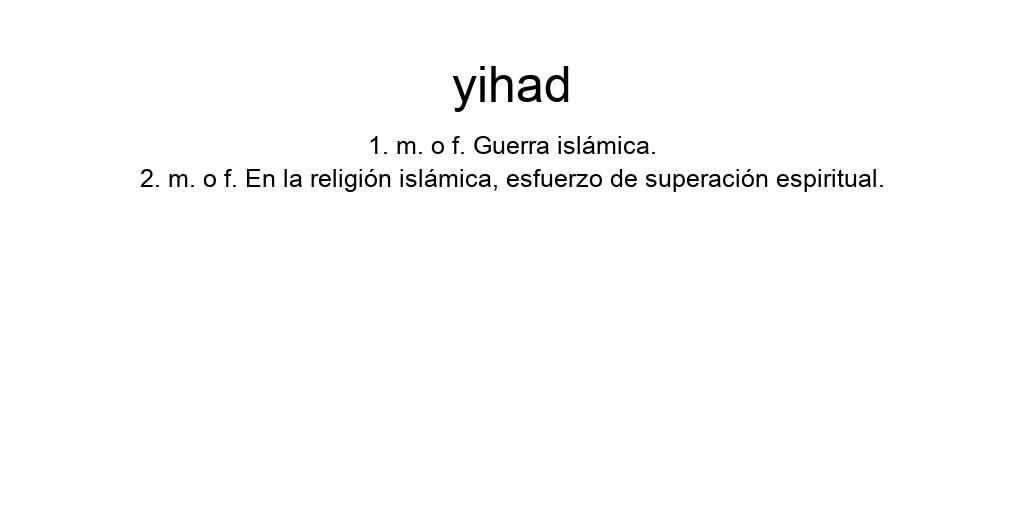 yihad
1. m. o f. Guerra islámica.
2. m. o f. En la religión islámica, esfuerzo de superación espiritual.